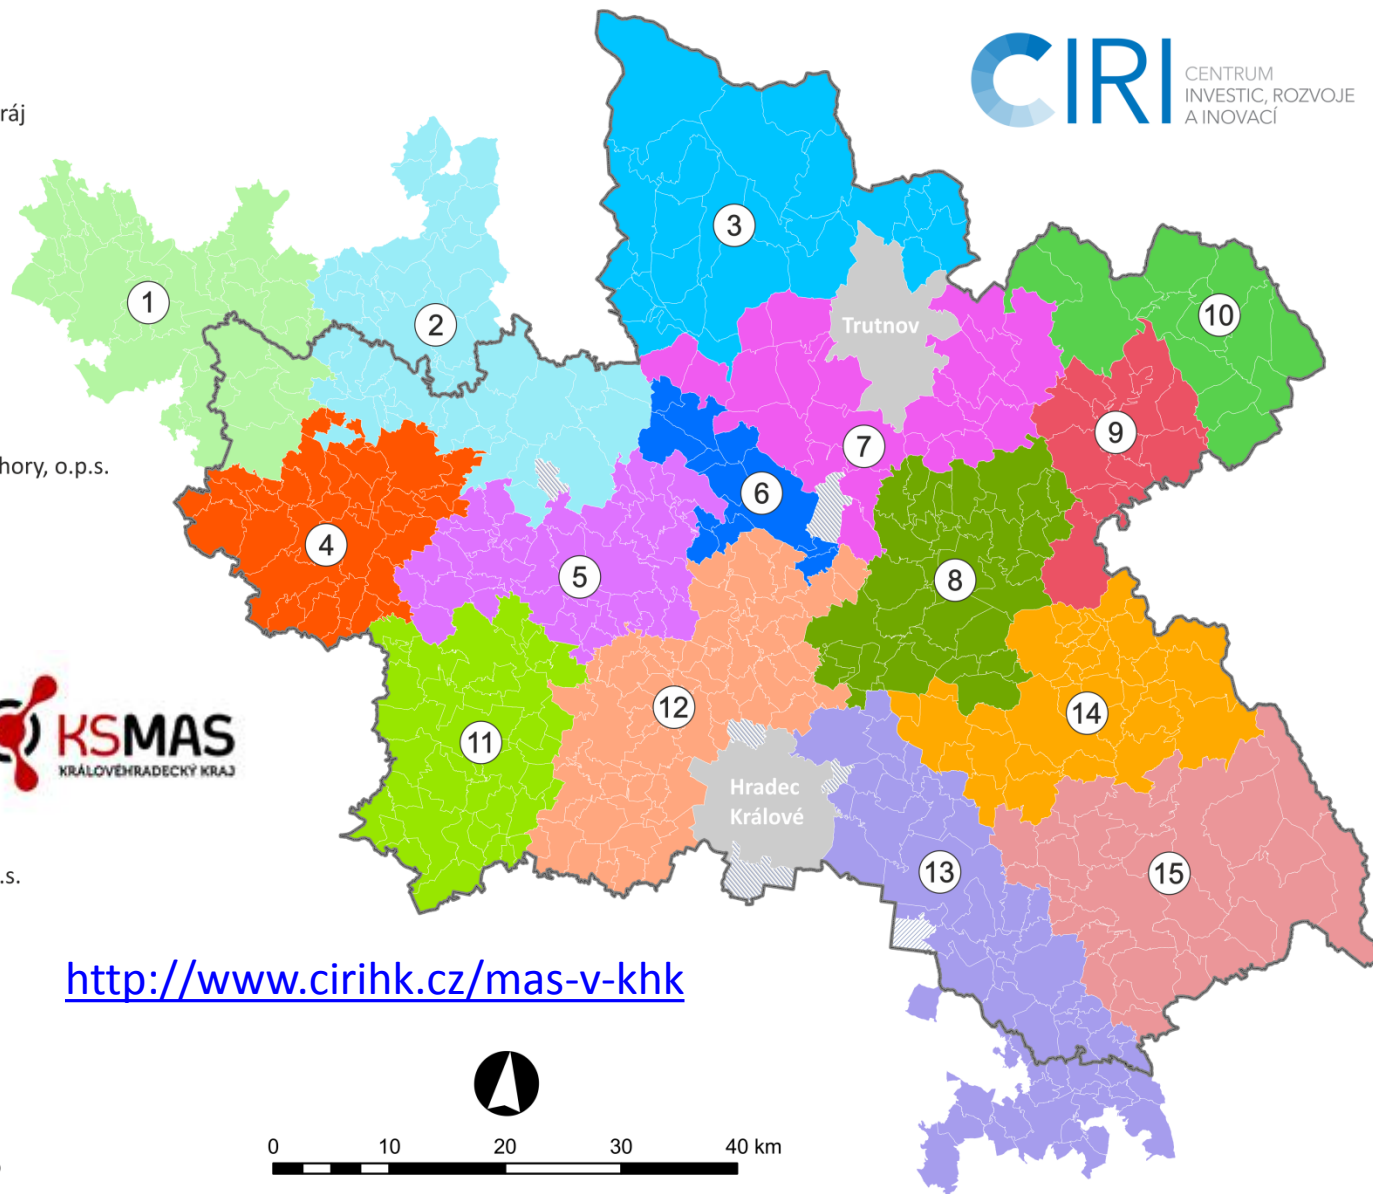 CIRI
CENTRUM
INVESTIC, ROZVOJE
A INOVACÍ
ráj
3
1
2
10
Trutnov
9
7
hory, o.p.s.
6
4
5
8
KSMAS
KRÁLOVÉHRADECKÝ KRAJ
12
14
11
Hradec
Králové
13
15
.s.
http://www.cirihk.cz/mas-v-khk
0 10 20 30 40 km